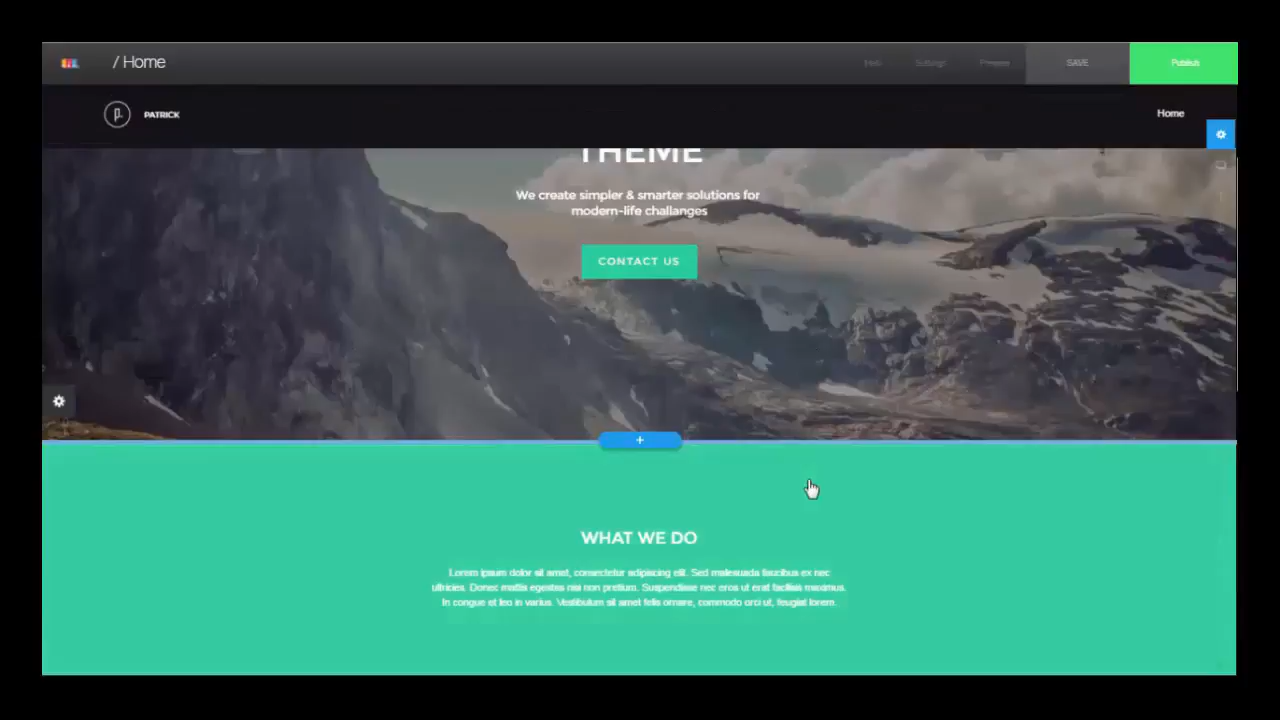 / Home
Help Settings Preview SAVE Publish
PATRICK
Home
THEME
We create simpler & smarter solutions for
modern-life challanges
CONTACT US
+
WHAT WE DO
Lorem ipsum dolor sit amet, consectetur adipiscing elit. Sed malesuada faucibus ex nec
ultricies. Donec mattis egestas nisi non pretium. Suspendisse nec eros ut erat facilisis maximus.
In congue et leo in varius. Vestibulum sit amet felis ornare, commodo orci ut, feugiat lorem.